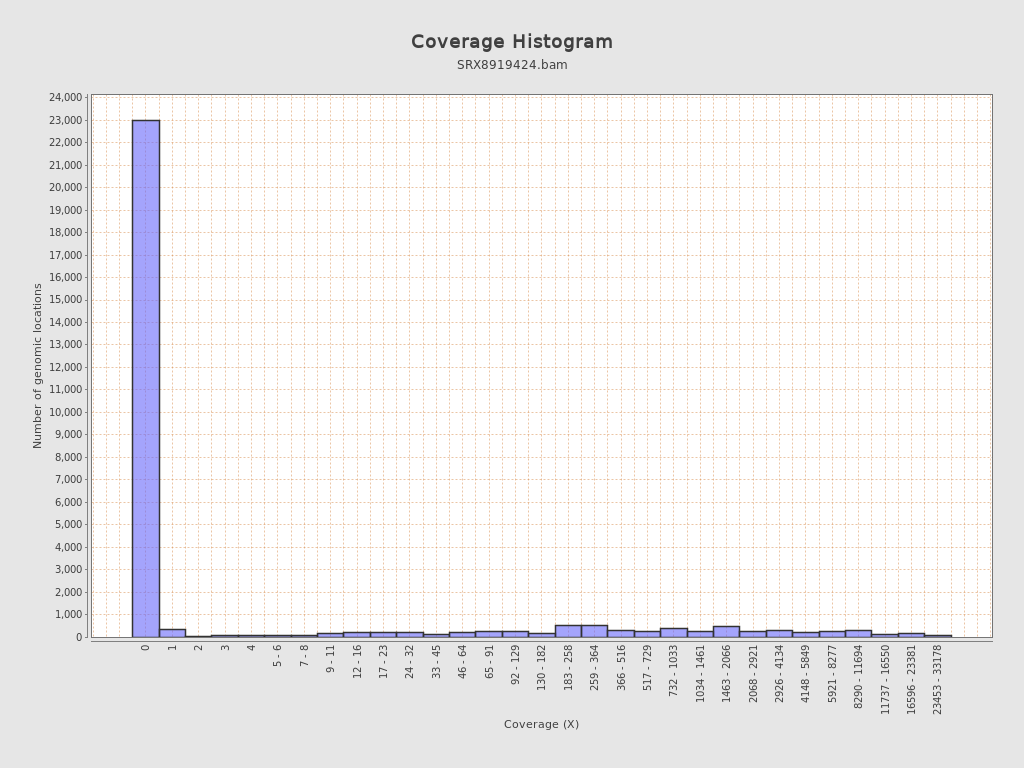 Coverage Histogram
SRX8919424.bam
24,000
23,000
22,000
21,000
20,000
19,000
18,000
17,000
16,000
15,000
14,000
13,000
12,000
11,000
10,000
9,000
8,000
7,000
6,000
5,000
4,000
3,000
2,000
1,000
0
Number of genomic locations
0
1
2
3
4
5 - 6
7 - 8
9 - 11
12 - 16
17 - 23
24 - 32
33 - 45
46 - 64
65 - 91
92 - 129
130 - 182
183 - 258
259 - 364
366 - 516
517 - 729
732 - 1033
1034 - 1461
1463 - 2066
2068 - 2921
2926 - 4134
4148 - 5849
5921 - 8277
8290 - 11694
11737 - 16550
16596 - 23381
23453 - 33178
Coverage (X)